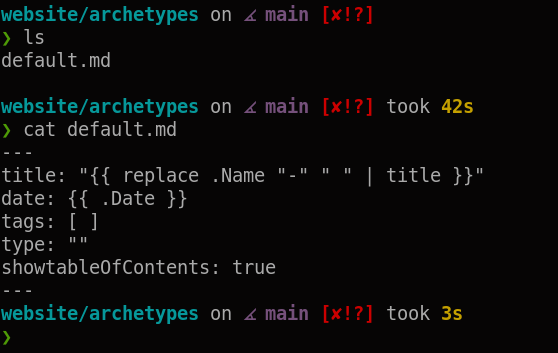 website/archetypes on ⦨ main [✘!?]
❯ ls
default.md
website/archetypes on ⦨ main [✘!?] took 42s
❯ cat default.md
---
title: "{{ replace .Name "-" " " | title }}"
date: {{ .Date }}
tags: [ ]
type: ""
showtableOfContents: true
---
website/archetypes on ⦨ main [✘!?] took 3s
❯